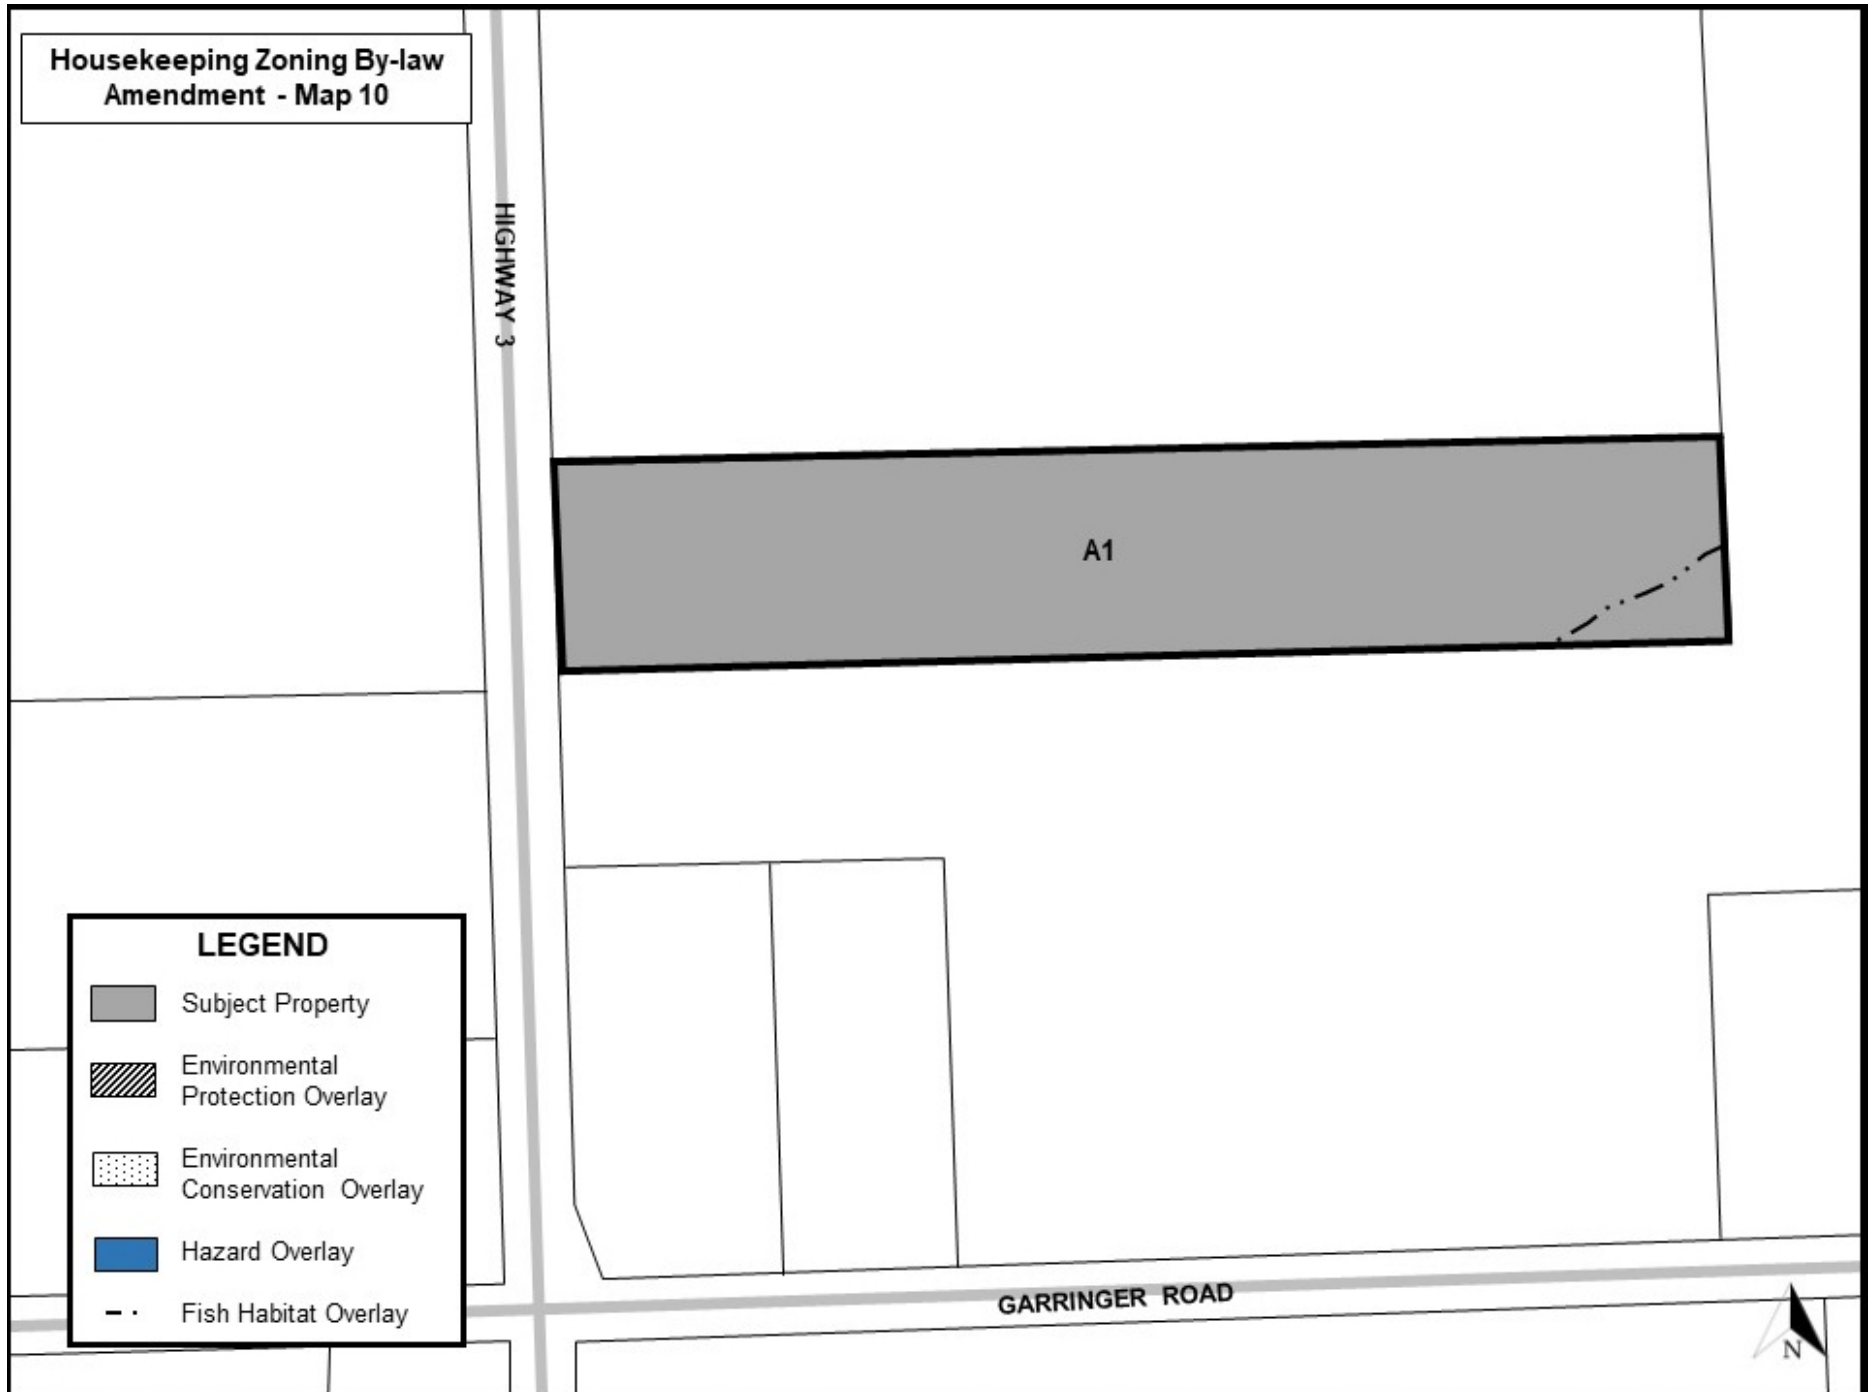 Housekeeping Zoning By-law
Amendment - Map 10
HIGHWAY 3
A1
LEGEND
Subject Property
Environmental
Protection Overlay
Environmental
Conservation Overlay
Hazard Overlay
Fish Habitat Overlay
GARRINGER ROAD
N